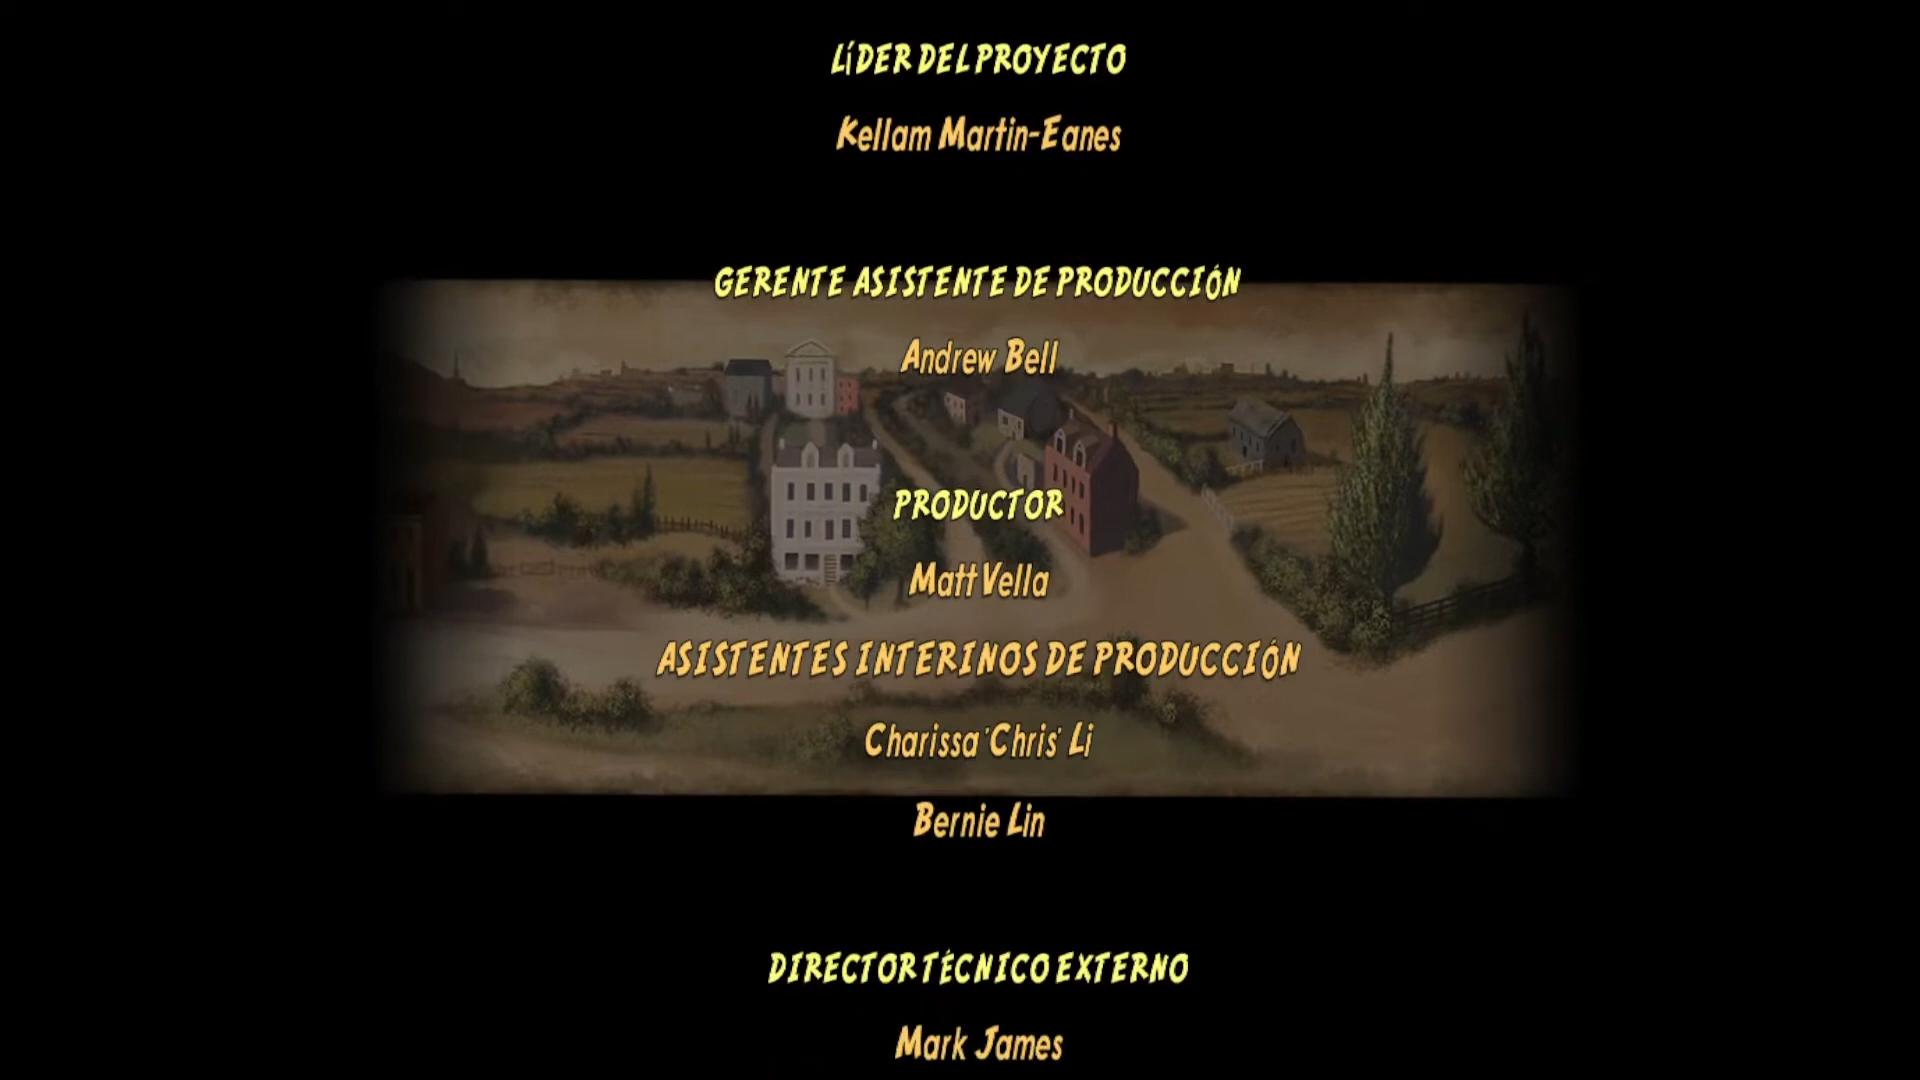 LÍDER DEL PROYECTO
Kellam Martin-Eanes
GERENTE ASISTENTE DE PRODUCCIÓN
Andrew Bell
PRODUCTOR
Matt Vella
ASISTENTES INTERINOS DE PRODUCCIÓN
Charissa 'Chris' Li
Bernie Lin
DIRECTOR TÉCNICO EXTERNO
Mark James